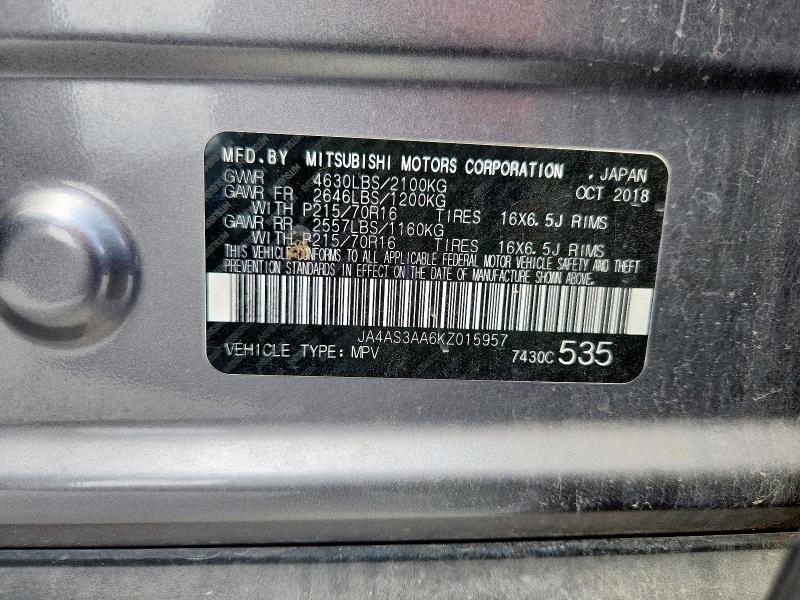 MFD.BY MITSUBISHI MOTORS CORPORATION , JAPAN
GVWR 4630LBS/2100KG OCT 2018
GAWR FR 2646LBS/1200KG
WITH P215/70R16 TIRES 16X6.5J RIMS
GAWR RR 2557LBS/1160KG
WITH P215/70R16 TIRES 16X6.5J RIMS
THIS VEHICLE CONFORMS TO ALL APPLICABLE FEDERAL MOTOR VEHICLE SAFETY AND THEFT
PREVENTION STANDARDS IN EFFECT ON THE DATE OF MANUFACTURE SHOWN ABOVE.
JA4AS3AA6KZ015957
VEHICLE TYPE: MPV 7430C 535